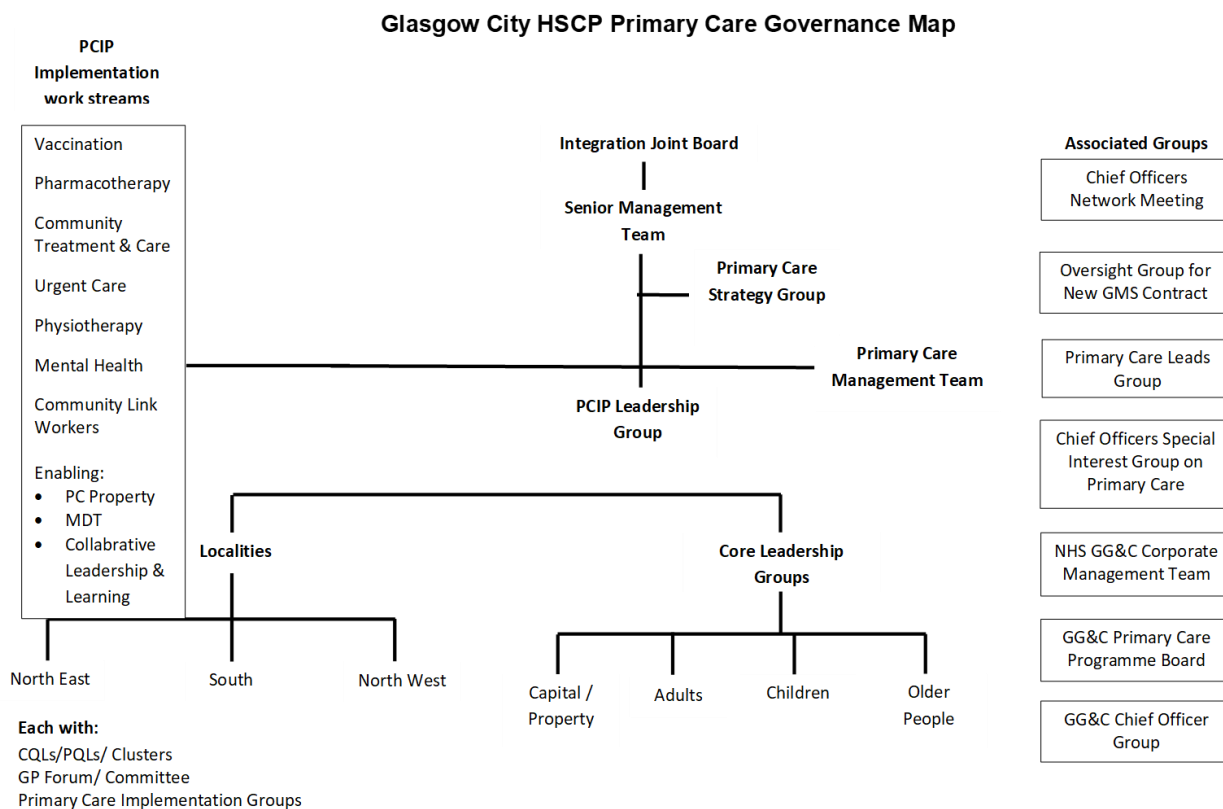 Glasgow City HSCP Primary Care Governance Map
PCIP
Implementation
work streams
Vaccination
Pharmacotherapy
Community
Treatment & Care
Urgent Care
Physiotherapy
Mental Health
Community Link
Workers
Enabling:
• PC Property
• MDT
• Collabrative
Leadership &
Learning
Integration Joint Board
Senior Management
Team
Primary Care
Strategy Group
Primary Care
Management Team
PCIP Leadership
Group
Localities
Core Leadership
Groups
North East
South
North West
Capital /
Property
Adults
Children
Older
People
Each with:
CQLs/PQLs/ Clusters
GP Forum/ Committee
Primary Care Implementation Groups
Associated Groups
Chief Officers
Network Meeting
Oversight Group for
New GMS Contract
Primary Care Leads
Group
Chief Officers Special
Interest Group on
Primary Care
NHS GG&C Corporate
Management Team
GG&C Primary Care
Programme Board
GG&C Chief Officer
Group